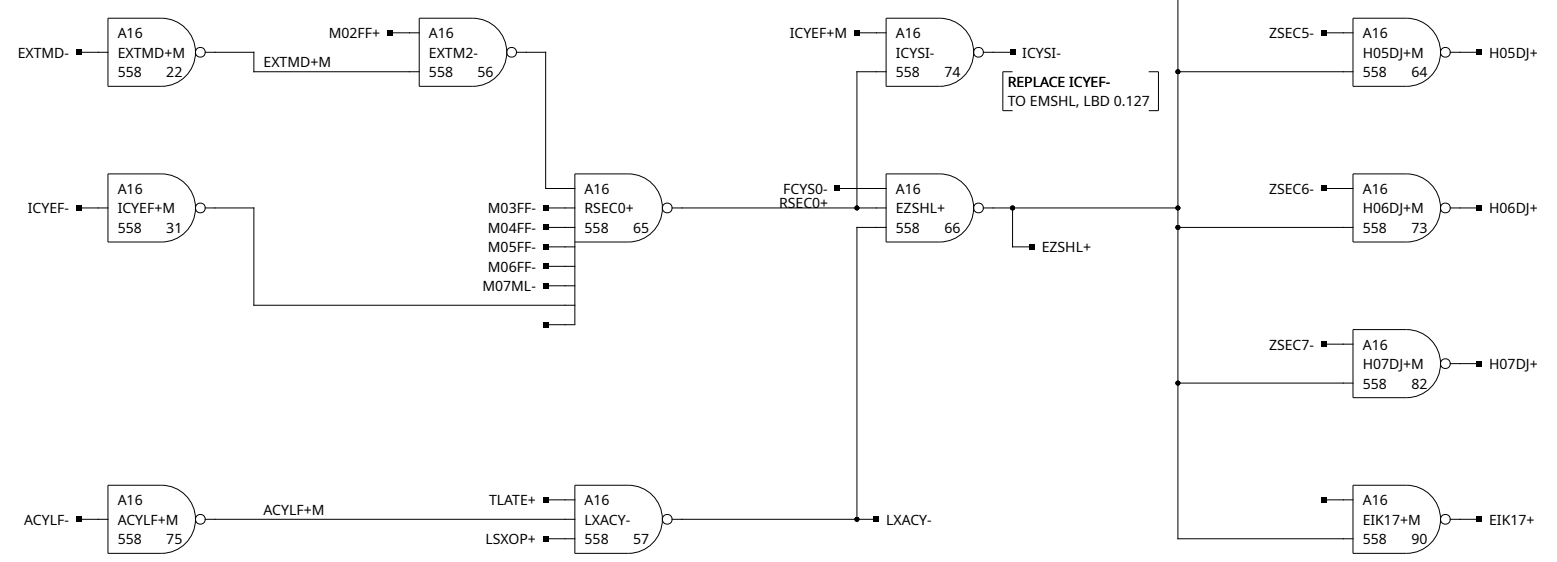 EXTMD-
A16
EXTMD+M
558 22
EXTMD+M
M02FF+
A16
EXTM2-
558 56
ICYEF+M
A16
ICYSI-
558 74
ICYSI-
REPLACE ICYEF-
TO EMSHL, LBD 0.127
ZSEC5-
A16
H05DJ+M
558 64
H05DJ+
ICYEF-
A16
ICYEF+M
558 31
M03FF-
M04FF-
M05FF-
M06FF-
M07ML-
A16
RSEC0+
558 65
FCYS0-
RSEC0+
A16
EZSHL+
558 66
EZSHL+
ZSEC6-
A16
H06DJ+M
558 73
H06DJ+
ZSEC7-
A16
H07DJ+M
558 82
H07DJ+
ACYLF-
A16
ACYLF+M
558 75
ACYLF+M
TLATE+
LSXOP+
A16
LXACY-
558 57
LXACY-
A16
EIK17+M
558 90
EIK17+